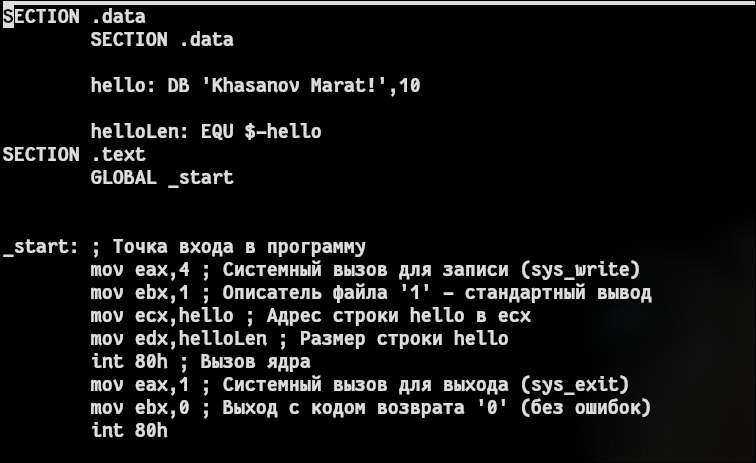 SECTION .data
SECTION .data
hello: DB 'Khasanov Marat!',10
helloLen: EQU $-hello
SECTION .text
GLOBAL _start
_start: ; Точка входа в программу
mov eax,4 ; Системный вызов для записи (sys_write)
mov ebx,1 ; Описатель файла '1' - стандартный вывод
mov ecx,hello ; Адрес строки hello в ecx
mov edx,helloLen ; Размер строки hello
int 80h ; Вызов ядра
mov eax,1 ; Системный вызов для выхода (sys_exit)
mov ebx,0 ; Выход с кодом возврата '0' (без ошибок)
int 80h